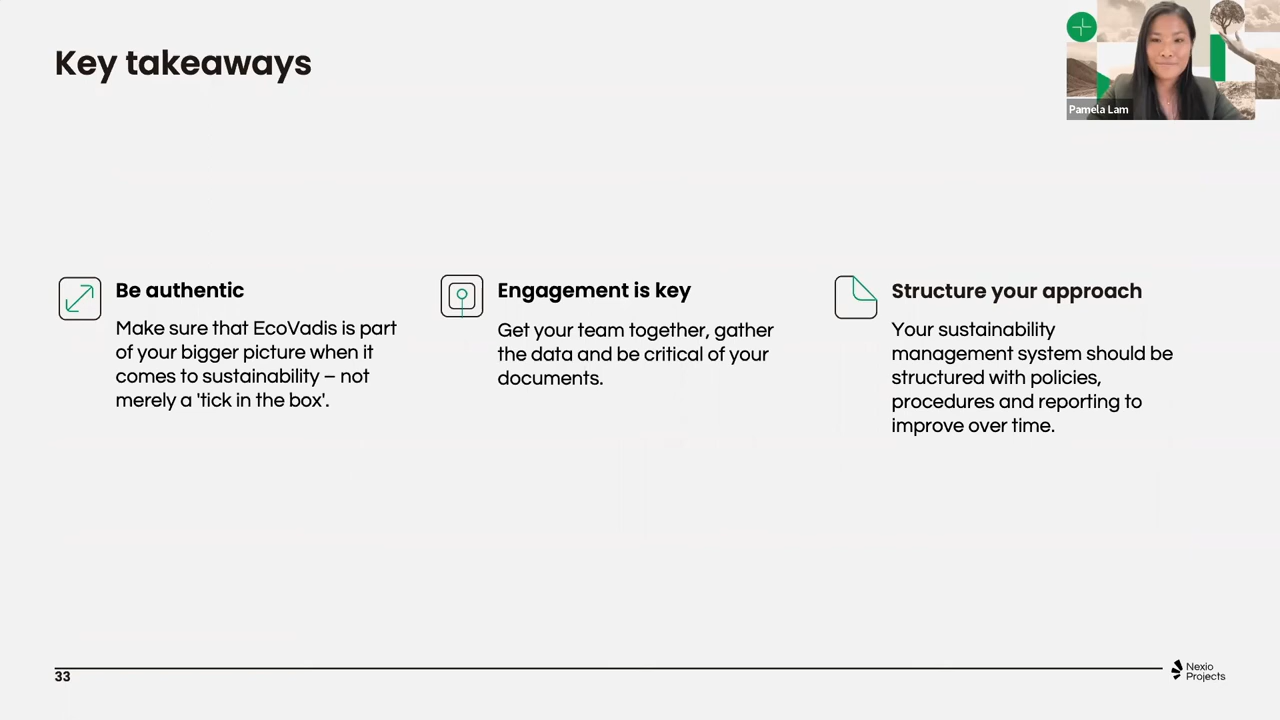 Key takeaways
Pamela Lam
Be authentic
Make sure that EcoVadis is part
of your bigger picture when it
comes to sustainability – not
merely a 'tick in the box'.
Engagement is key
Get your team together, gather
the data and be critical of your
documents.
Structure your approach
Your sustainability
management system should be
structured with policies,
procedures and reporting to
improve over time.
33
Nexio
Projects